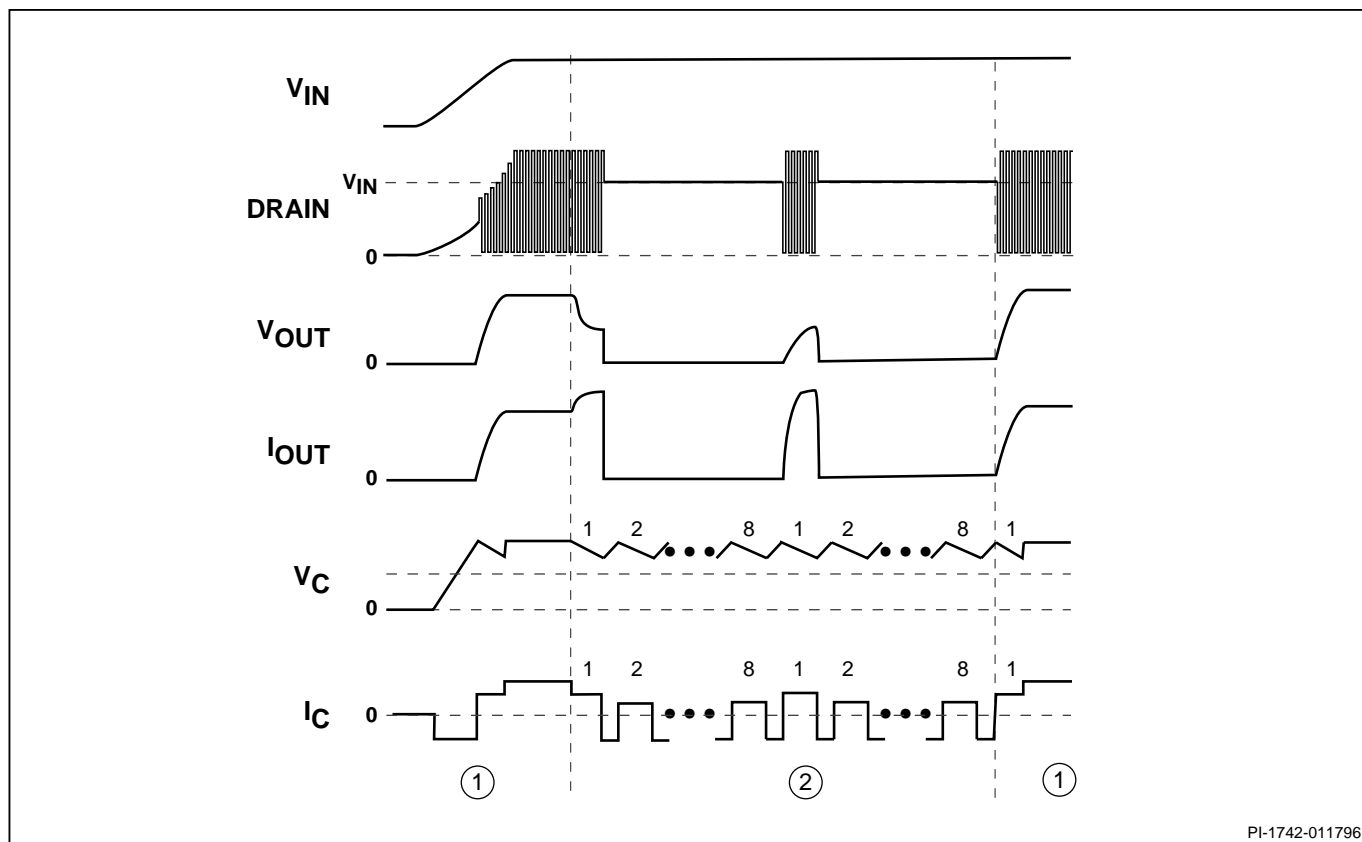 VIN
VIN
DRAIN
0
VOUT
0
IOUT
0
1 2 8 1 2 8 1
VC
0
1 2 8 1 2 8 1
IC 0
1 2 1
PI-1742-011796